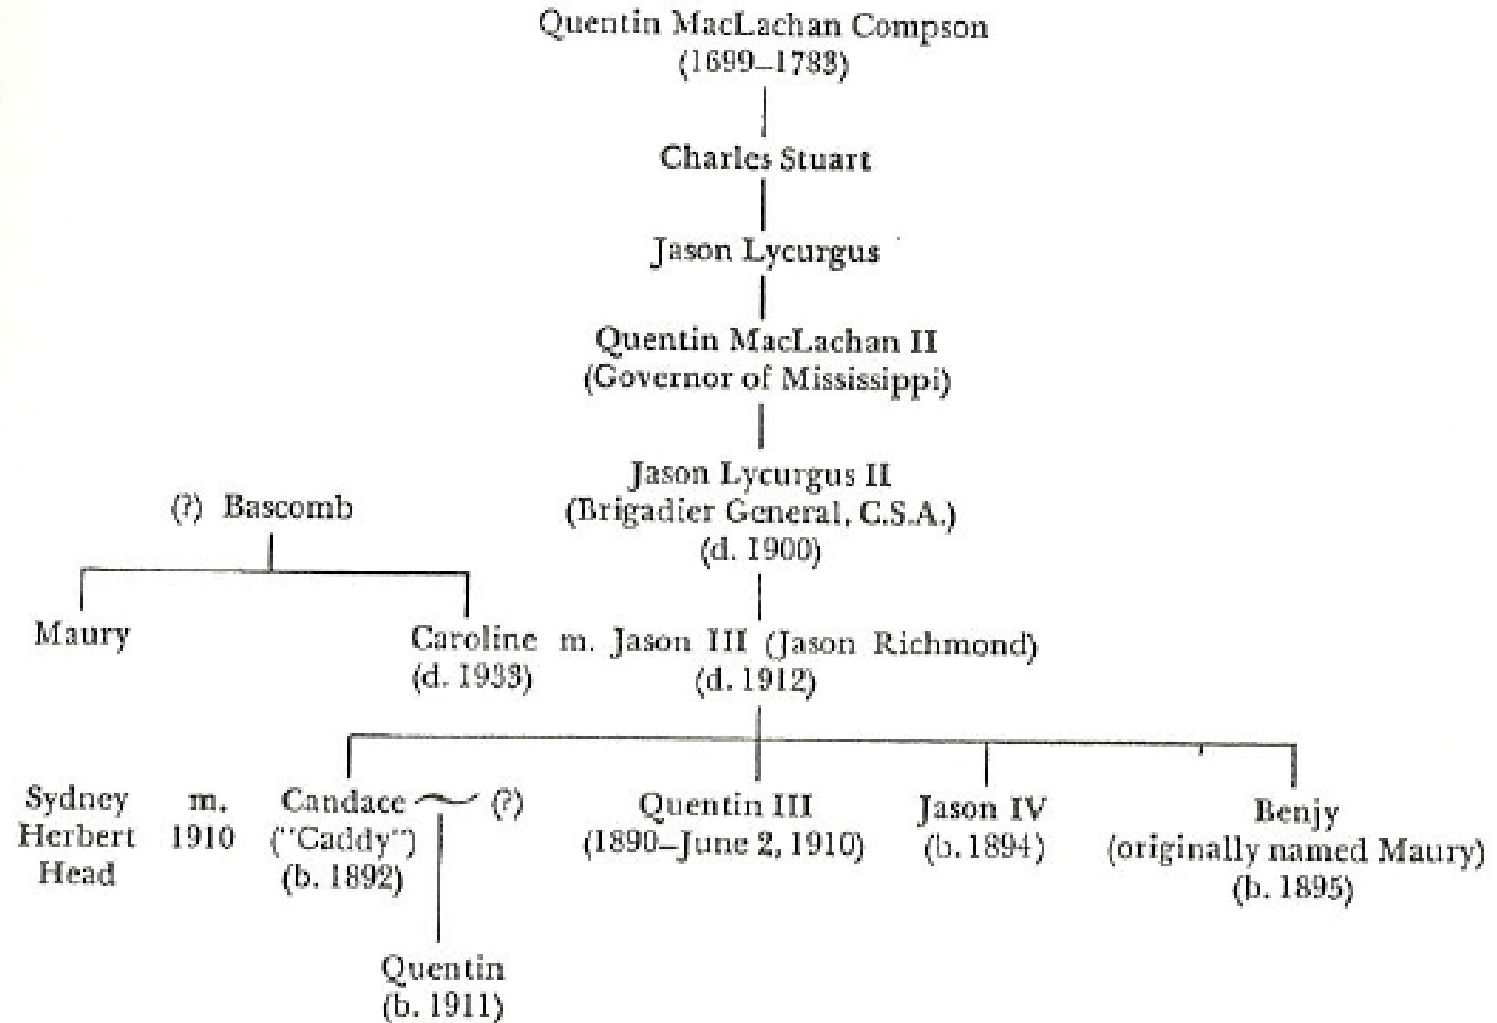 Quentin MacLachan Compson
(1699–1783)
Charles Stuart
Jason Lycurgus
Quentin MacLachan II
(Governor of Mississippi)
Jason Lycurgus II
(Brigadier General, C.S.A.)
(d. 1900)
(?) Bascomb
Maury
Caroline m. Jason III (Jason Richmond)
(d. 1933)
(d. 1912)
Sydney
Herbert
Head
m.
1910
Candace ~ (?)
("Caddy")
(b. 1892)
Quentin III
(1890–June 2, 1910)
Jason IV
(b. 1894)
Benjy
(originally named Maury)
(b. 1895)
Quentin
(b. 1911)